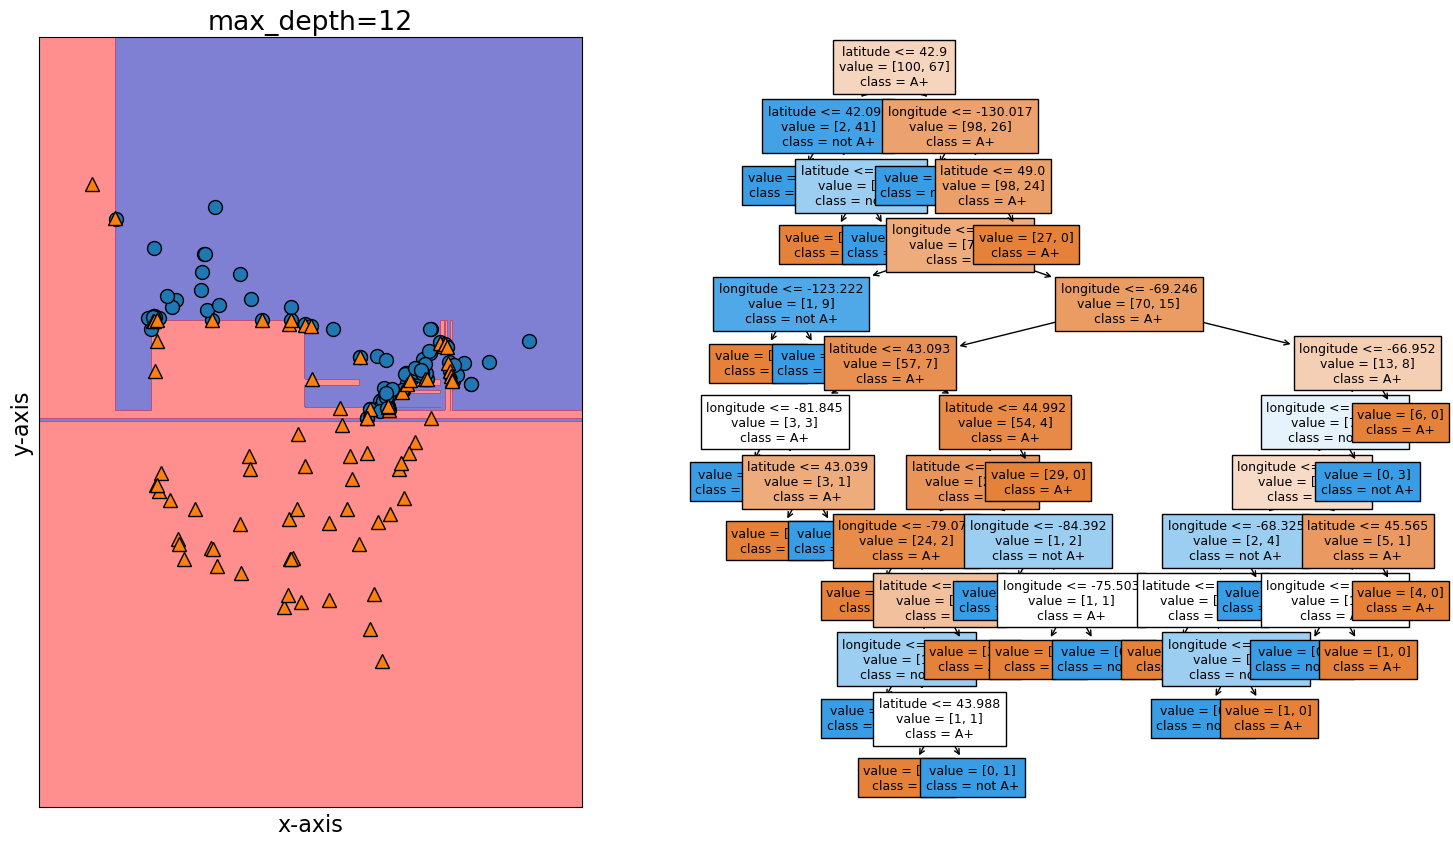 max_depth=12
y-axis
x-axis
latitude <= 42.9
value = [100, 67]
class = A+
latitude <= 42.09
value = [2, 41]
class = not A+
longitude <= -130.017
value = [98, 26]
class = A+
value =
class =
latitude <=
value = [
class =
value =
class =
latitude <= 49.0
value = [98, 24]
class = A+
value = [
class =
value
class =
longitude <=
value =
class =
value = [27, 0]
class = A+
longitude <= -123.222
value = [1, 9]
class = not A+
longitude <= -69.246
value = [70, 15]
class = A+
value = [
class =
value =
class =
latitude <= 43.093
value = [57, 7]
class = A+
longitude <= -66.952
value = [13, 8]
class = A+
longitude <= -81.845
value = [3, 3]
class = A+
latitude <= 44.992
value = [54, 4]
class = A+
longitude <=
value =
class =
value = [6, 0]
class = A+
value =
class =
latitude <= 43.039
value = [3, 1]
class = A+
latitude <=
value =
class =
value = [29, 0]
class = A+
longitude <=
value =
class =
value = [0, 3]
class = not A+
value = [
class =
value =
class =
longitude <= -79.07
value = [24, 2]
class = A+
longitude <= -84.392
value = [1, 2]
class = not A+
longitude <= -68.325
value = [2, 4]
class = not A+
latitude <= 45.565
value = [5, 1]
class = A+
value =
class =
latitude <=
value =
class =
value =
class =
longitude <= -75.503
value = [1, 1]
class = A+
latitude <=
value =
class =
value =
class =
longitude <=
value =
class =
value = [4, 0]
class = A+
longitude <=
value =
class =
value = [
class =
value = [
class =
value =
class =
value =
class =
longitude <=
value =
class =
value =
class =
value = [1, 0]
class = A+
value =
class =
latitude <= 43.988
value = [1, 1]
class = A+
value =
class =
value = [1, 0]
class = A+
value = [
class =
value = [0, 1]
class = not A+